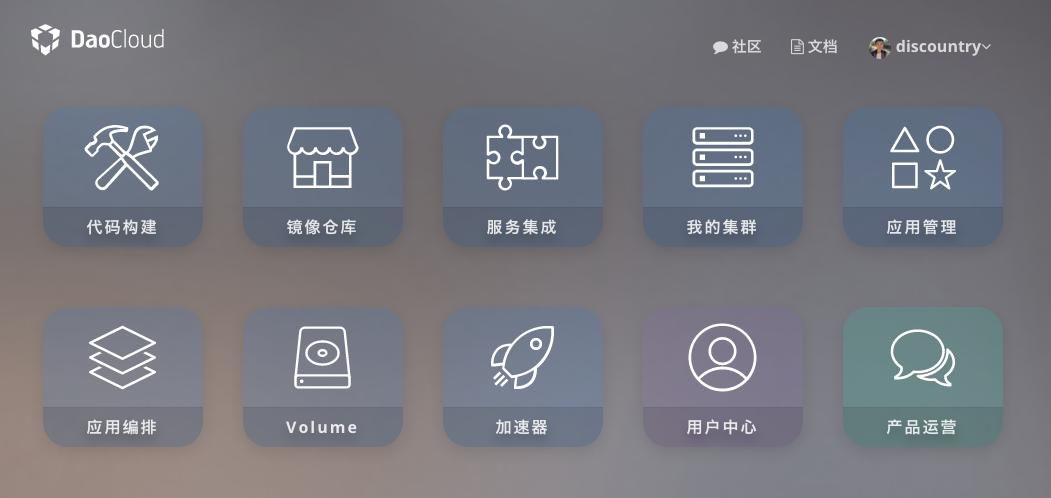 DaoCloud
社区 文档 discountry
代码构建 镜像仓库 服务集成 我的集群 应用管理
应用编排 Volume 加速器 用户中心 产品运营